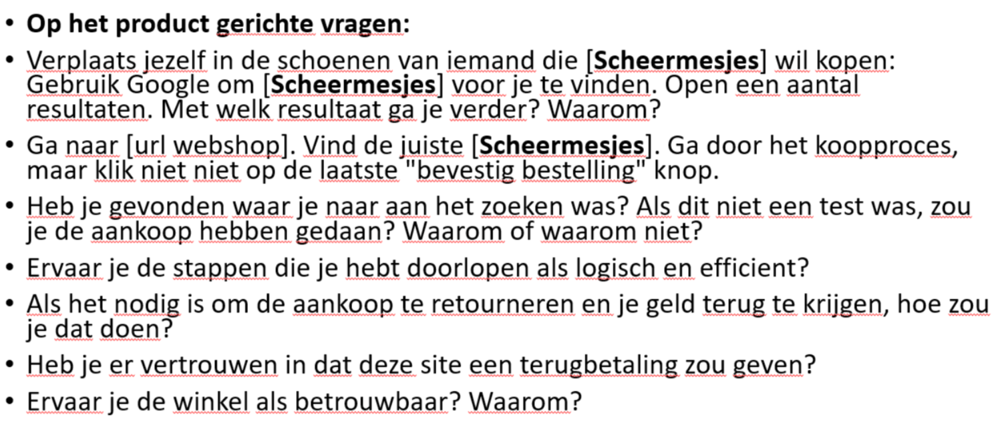 • Op het product gerichte vragen:
• Verplaats jezelf in de schoenen van iemand die [Scheermesjes] wil kopen:
Gebruik Google om [Scheermesjes] voor je te vinden. Open een aantal
resultaten. Met welk resultaat ga je verder? Waarom?
• Ga naar [url webshop]. Vind de juiste [Scheermesjes]. Ga door het koopproces,
maar klik niet niet op de laatste "bevestig bestelling" knop.
• Heb je gevonden waar je naar aan het zoeken was? Als dit niet een test was, zou
je de aankoop hebben gedaan? Waarom of waarom niet?
• Ervaar je de stappen die je hebt doorlopen als logisch en efficient?
• Als het nodig is om de aankoop te retourneren en je geld terug te krijgen, hoe zou
je dat doen?
• Heb je er vertrouwen in dat deze site een terugbetaling zou geven?
• Ervaar je de winkel als betrouwbaar? Waarom?